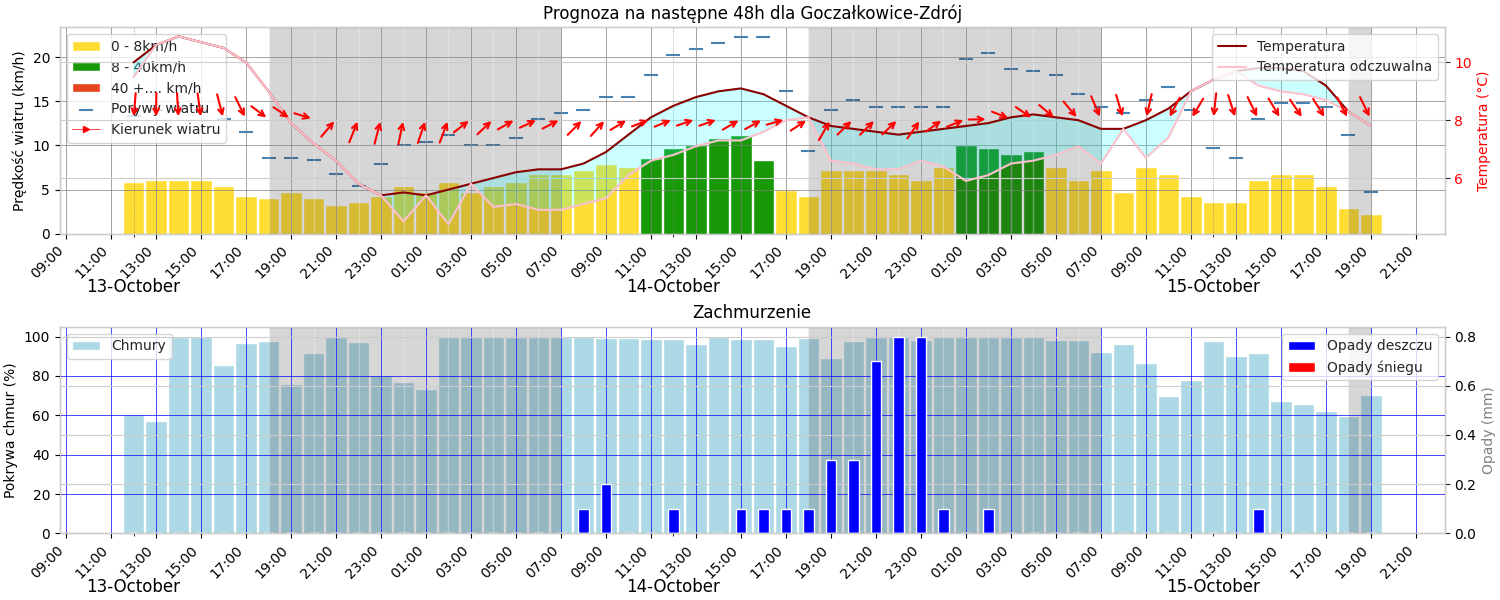 Prognoza na następne 48h dla Goczałkowice-Zdrój
0 - 8km/h
8 - 40km/h
40 +.... km/h
Porywy wiatru
Kierunek wiatru
Temperatura
Temperatura odczuwalna
Prędkość wiatru (km/h)
20
15
10
5
0
Temperatura (°C)
10
8
6
09:00 11:00 13:00 15:00 17:00 19:00 21:00 23:00 01:00 03:00 05:00 07:00 09:00 11:00 13:00 15:00 17:00 19:00 21:00 23:00 01:00 03:00 05:00 07:00 09:00 11:00 13:00 15:00 17:00 19:00 21:00
13-October 14-October 15-October
Zachmurzenie
Chmury
Opady deszczu
Opady śniegu
Pokrywa chmur (%)
100
80
60
40
20
0
Opady (mm)
0.8
0.6
0.4
0.2
0.0
09:00 11:00 13:00 15:00 17:00 19:00 21:00 23:00 01:00 03:00 05:00 07:00 09:00 11:00 13:00 15:00 17:00 19:00 21:00 23:00 01:00 03:00 05:00 07:00 09:00 11:00 13:00 15:00 17:00 19:00 21:00
13-October 14-October 15-October